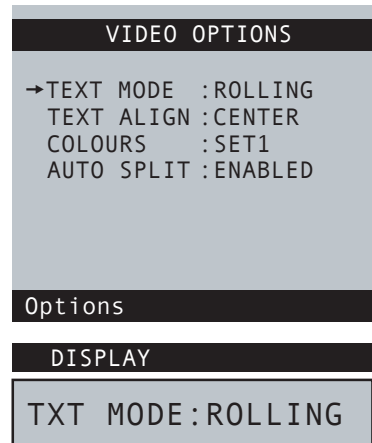 VIDEO OPTIONS
→TEXT MODE :ROLLING
TEXT ALIGN :CENTER
COLOURS :SET1
AUTO SPLIT :ENABLED
Options
DISPLAY
TXT MODE:ROLLING